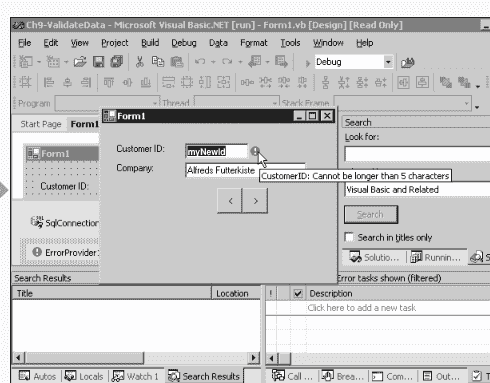 Ch9-ValidateData - Microsoft Visual Basic.NET [run] - Form1.vb [Design] [Read Only]
File Edit View Project Build Debug Data Format Tools Window Help
Debug
Program Thread Stack Frame
Start Page Form1
Form1
Customer ID:
SqlConnection
ErrorProvider1
Form1
Customer ID: myNewId
Company: Alfreds Futterkiste
< >
CustomerID: Cannot be longer than 5 characters
Search
Look for:
Visual Basic and Related
Search
Search in titles only
Solutio... Runnin...
Search Results
Title Location
Error tasks shown (filtered)
! Description
Click here to add a new task
Autos Locals Watch 1 Search Results
Call ... Brea... Com... Out...